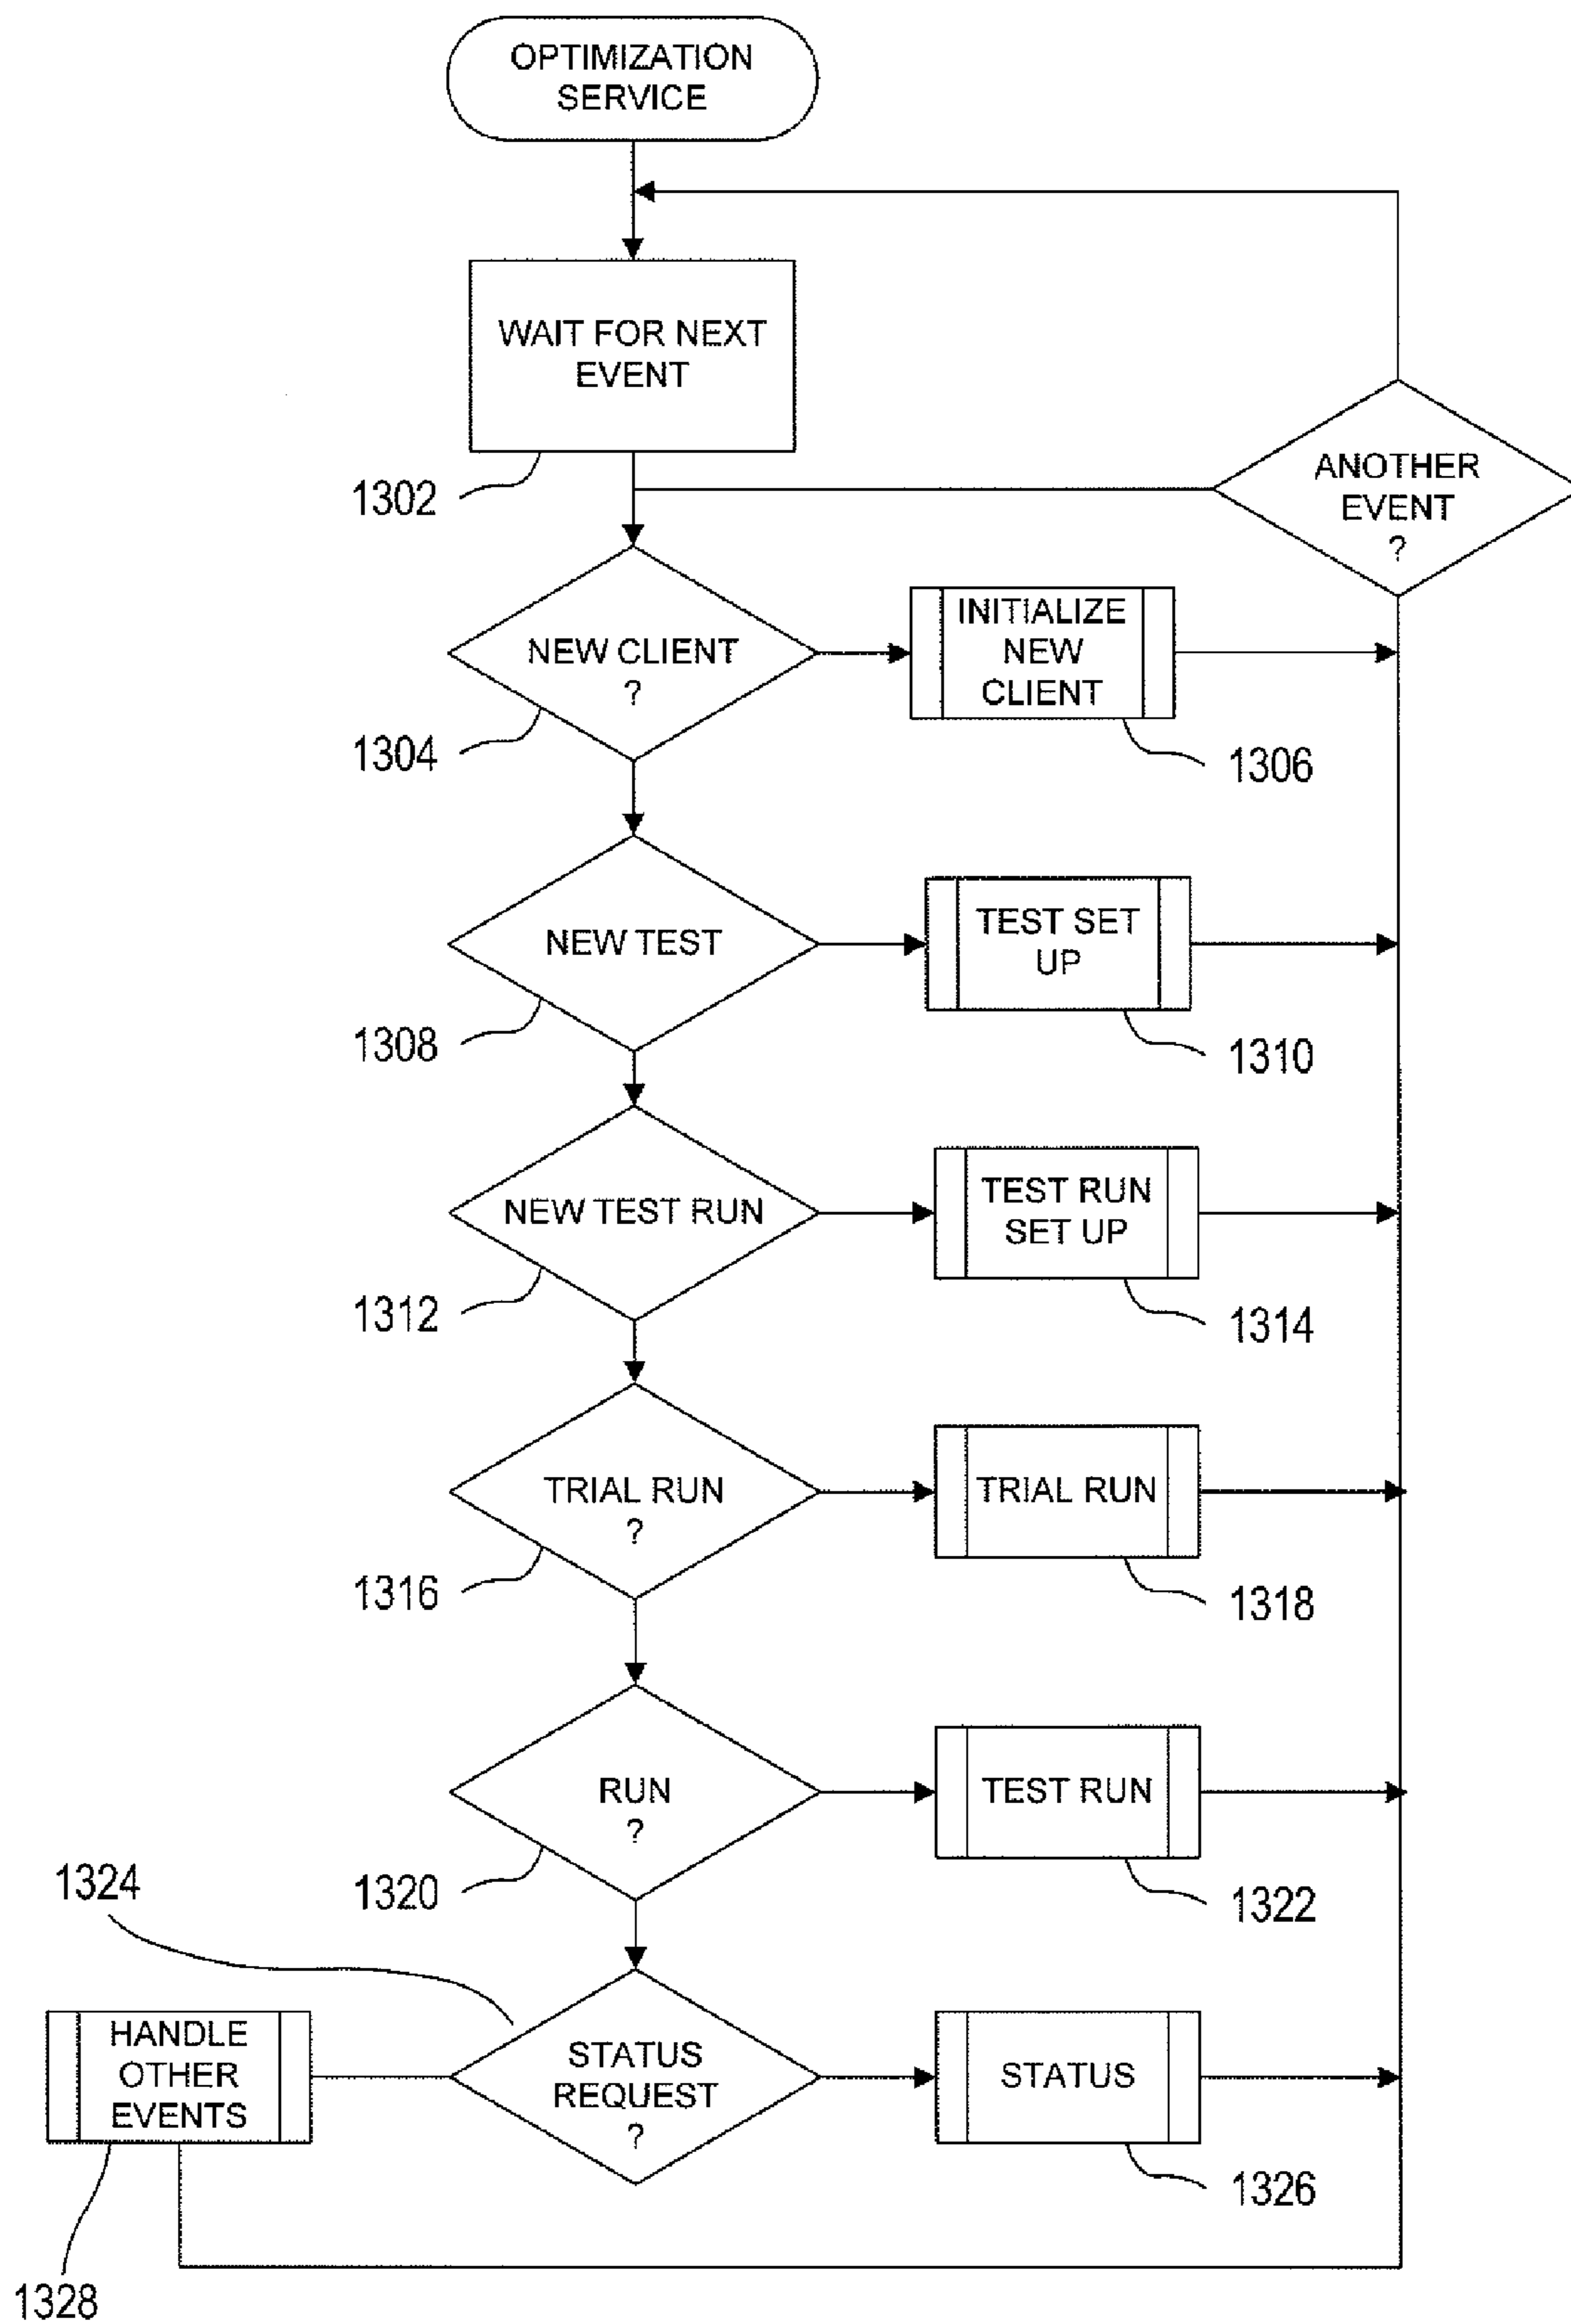 OPTIMIZATION
SERVICE
WAIT FOR NEXT
EVENT
1302
ANOTHER
EVENT
?
NEW CLIENT
?
1304
INITIALIZE
NEW
CLIENT
1306
NEW TEST
1308
TEST SET
UP
1310
NEW TEST RUN
1312
TEST RUN
SET UP
1314
TRIAL RUN
?
1316
TRIAL RUN
1318
RUN
?
1320
TEST RUN
1322
1324
HANDLE
OTHER
EVENTS
1328
STATUS
REQUEST
?
STATUS
1326